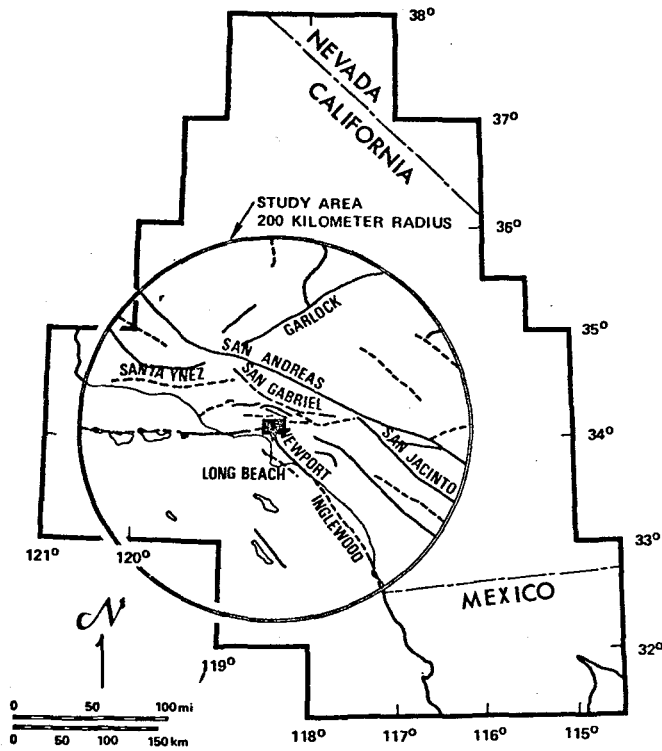 38°
NEVADA
CALIFORNIA
37°
STUDY AREA
200 KILOMETER RADIUS
36°
GARLOCK
35°
SAN ANDREAS
SANTA YNEZ
SAN GABRIEL
34°
SAN JACINTO
NEWPORT
LONG BEACH
INGLEWOOD
33°
121°
120°
MEXICO
N
32°
119°
0 50 100 mi
0 50 100 150 km
118°
117°
116°
115°